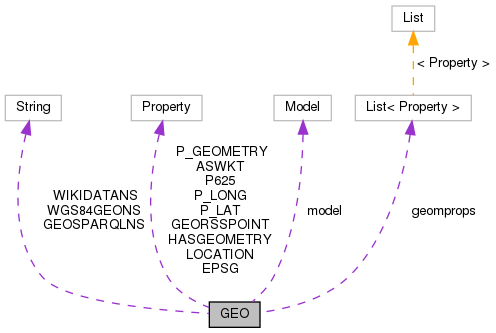 List
< Property >
String
Property
Model
List< Property >
P_GEOMETRY
ASWKT
P625
P_LONG
P_LAT
GEORSSPOINT
HASGEOMETRY
LOCATION
EPSG
WIKIDATANS
WGS84GEONS
GEOSPARQLNS
model
geomprops
GEO